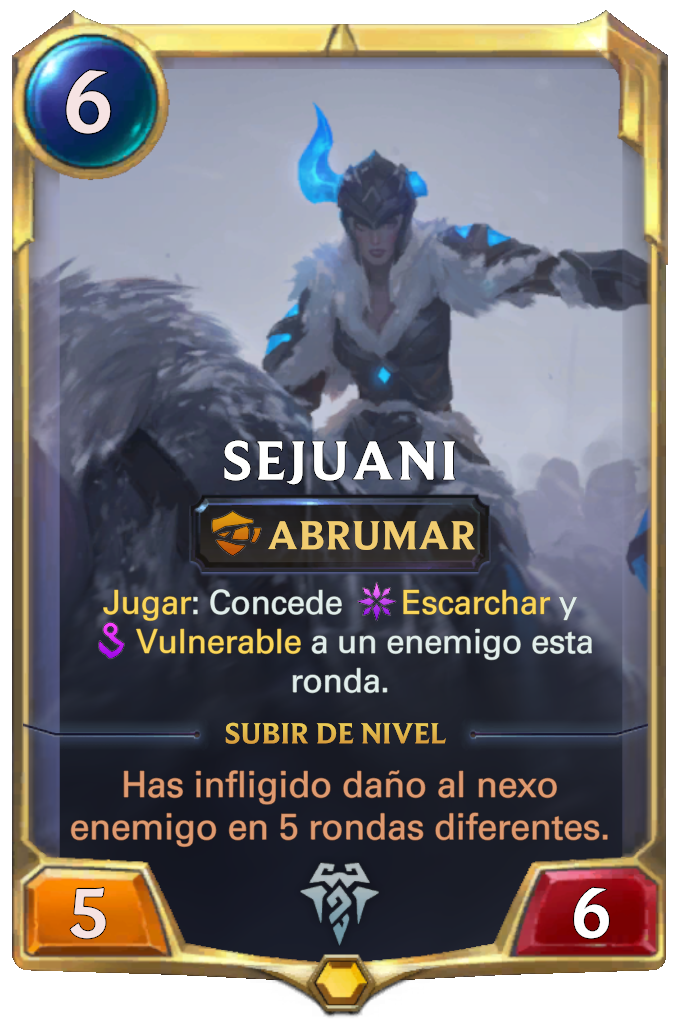 6
SEJUANI
ABRUMAR
Jugar: Concede Escarchar y
Vulnerable a un enemigo esta
ronda.
SUBIR DE NIVEL
Has infligido daño al nexo
enemigo en 5 rondas diferentes.
5
6